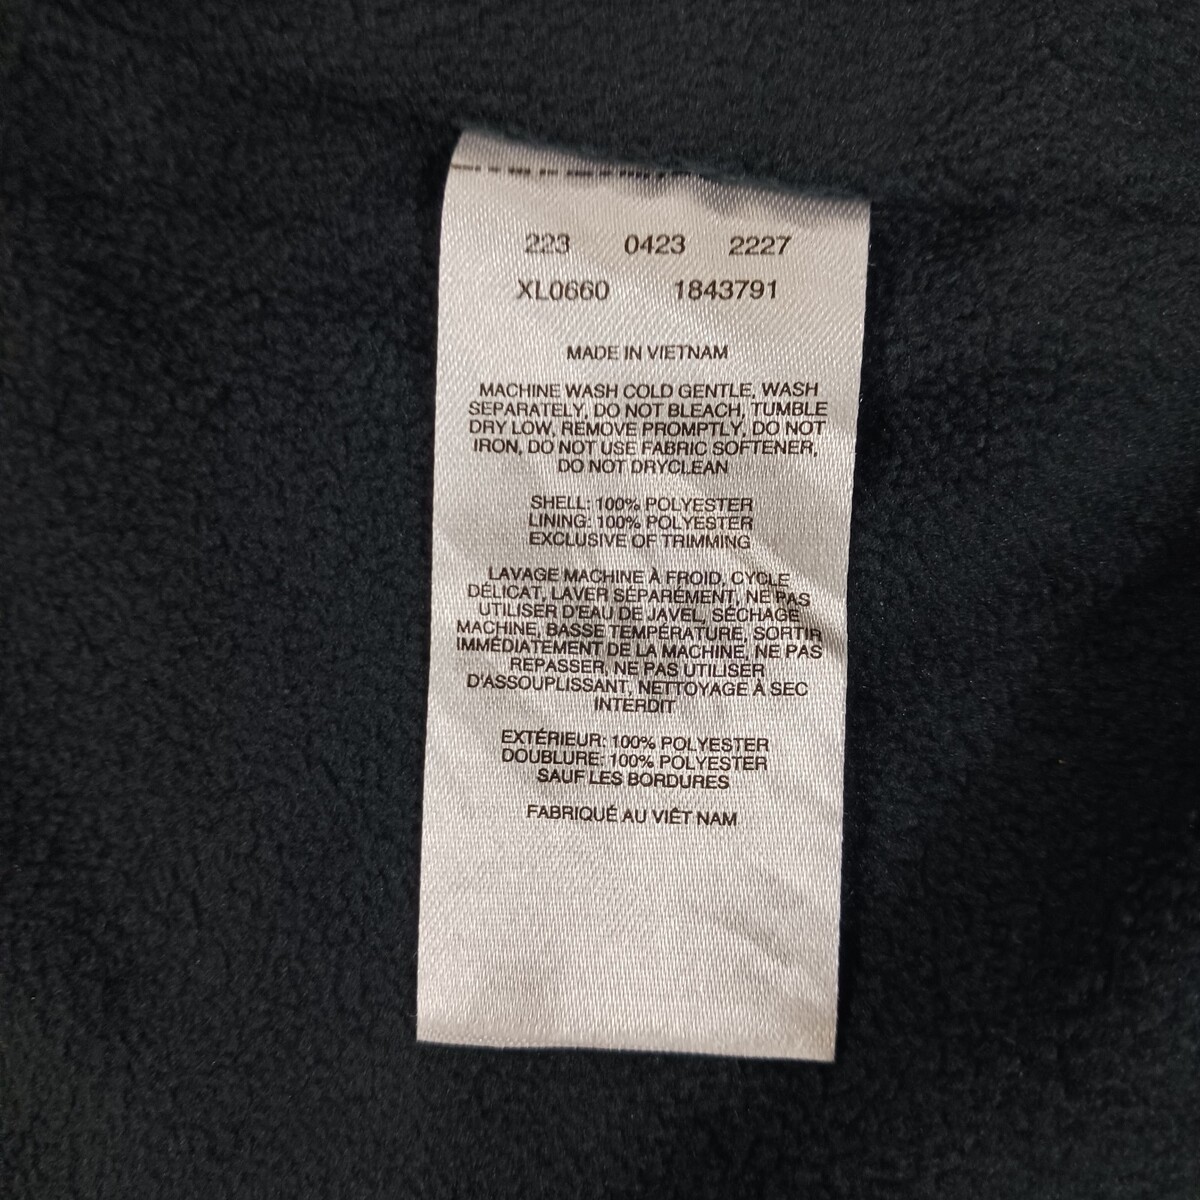 223 0423 2227
XL0660 1843791
MADE IN VIETNAM
MACHINE WASH COLD GENTLE, WASH
SEPARATELY, DO NOT BLEACH, TUMBLE
DRY LOW, REMOVE PROMPTLY, DO NOT
IRON, DO NOT USE FABRIC SOFTENER,
DO NOT DRYCLEAN
SHELL: 100% POLYESTER
LINING: 100% POLYESTER
EXCLUSIVE OF TRIMMING
LAVAGE MACHINE À FROID, CYCLE
DÉLICAT, LAVER SÉPARÉMENT, NE PAS
UTILISER D'EAU DE JAVEL, SÉCHAGE
MACHINE, BASSE TEMPÉRATURE, SORTIR
IMMÉDIATEMENT DE LA MACHINE, NE PAS
REPASSER, NE PAS UTILISER
D'ASSOUPLISSANT, NETTOYAGE À SEC
INTERDIT
EXTÉRIEUR: 100% POLYESTER
DOUBLURE: 100% POLYESTER
SAUF LES BORDURES
FABRIQUÉ AU VIÊT NAM